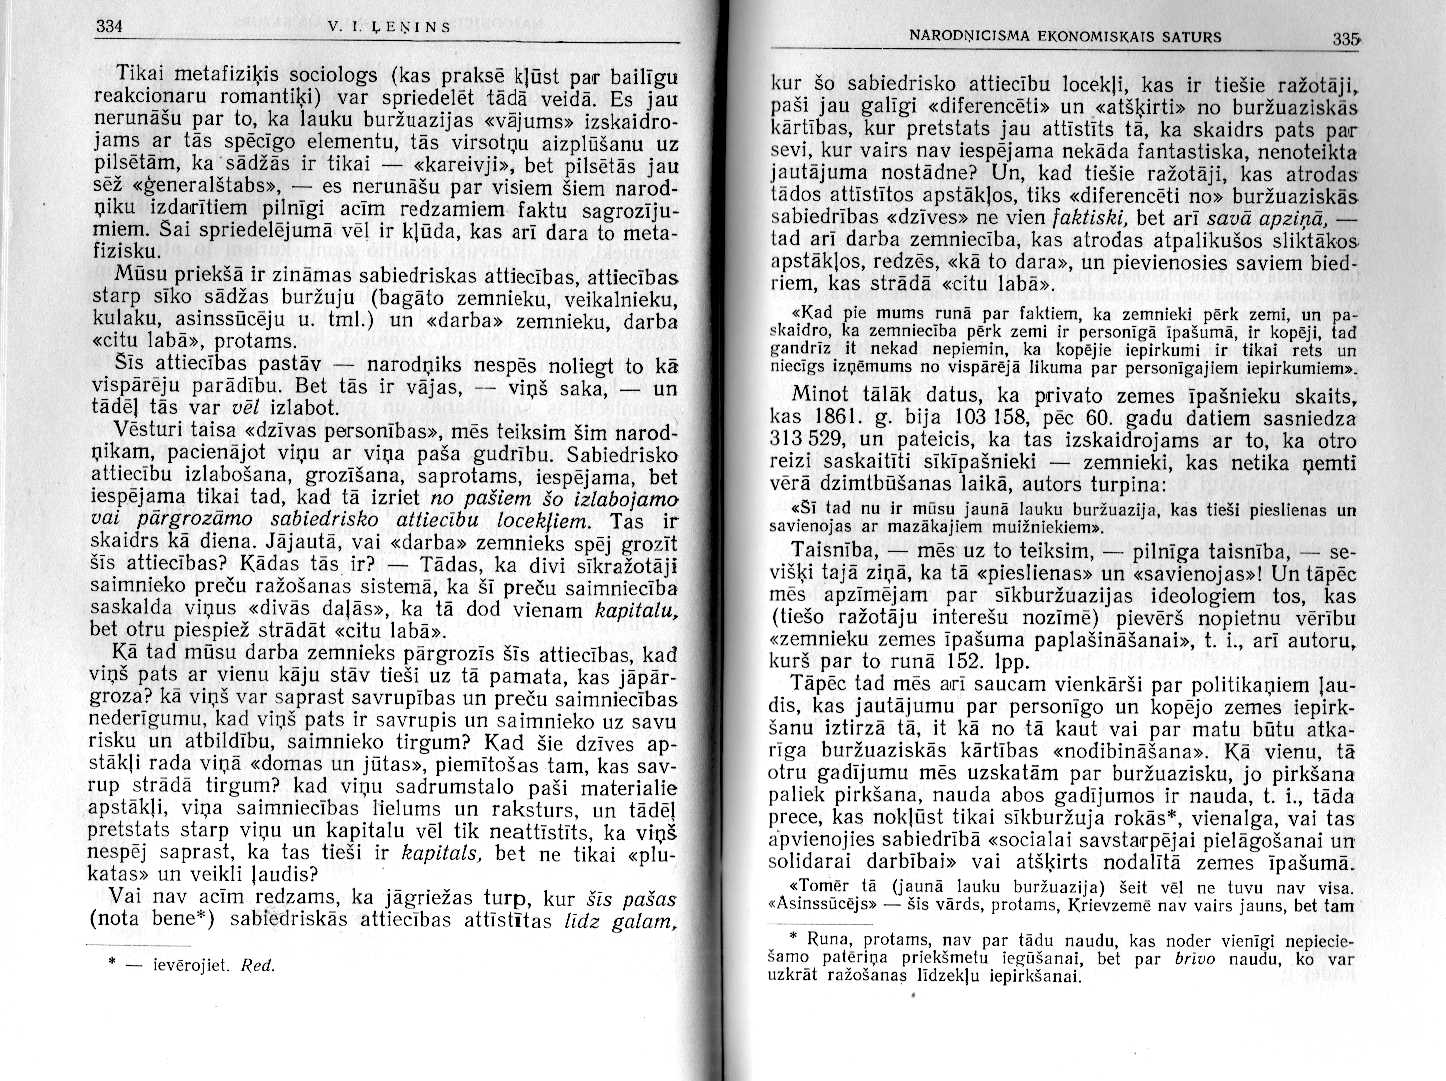 334
V. I. ĻEŅINS
Tikai metafiziķis sociologs (kas praksē kļūst par bailīgu
reakcionaru romantiķi) var spriedelēt tādā veidā. Es jau
nerunāšu par to, ka lauku buržuazijas «vājums» izskaidro-
jams ar tās spēcīgo elementu, tās virsotņu aizplūšanu uz
pilsētām, ka sādžās ir tikai — «kareivji», bet pilsētās jau
sēž «ģeneralštabs», — es nerunāšu par visiem šiem narod-
ņiku izdarītiem pilnīgi acīm redzamiem faktu sagrozīju-
miem. Šai spriedelējumā vēl ir kļūda, kas arī dara to meta-
fizisku.
Mūsu priekšā ir zināmas sabiedriskas attiecības, attiecības
starp sīko sādžas buržuju (bagāto zemnieku, veikalnieku,
kulaku, asinssūcēju u. tml.) un «darba» zemnieku, darba
«citu labā», protams.
Šīs attiecības pastāv — narodņiks nespēs noliegt to kā
vispārēju parādību. Bet tās ir vājas, — viņš saka, — un
tādēļ tās var vēl izlabot.
Vēsturi taisa «dzīvas personības», mēs teiksim šim narod-
ņikam, pacienājot viņu ar viņa paša gudrību. Sabiedrisko
attiecību izlabošana, grozīšana, saprotams, iespējama, bet
iespējama tikai tad, kad tā izriet no pašiem šo izlabojamo
vai pārgrozāmo sabiedrisko attiecību locekļiem. Tas ir
skaidrs kā diena. Jājautā, vai «darba» zemnieks spēj grozīt
šīs attiecības? Kādas tās ir? — Tādas, ka divi sīkražotāji
saimnieko preču ražošanas sistemā, ka šī preču saimniecība
saskalda viņus «divās daļās», ka tā dod vienam kapitalu,
bet otru piespiež strādāt «citu labā».
Kā tad mūsu darba zemnieks pārgrozīs šīs attiecības, kad
viņš pats ar vienu kāju stāv tieši uz tā pamata, kas jāpār-
groza? kā viņš var saprast savrupības un preču saimniecības
nederīgumu, kad viņš pats ir savrupis un saimnieko uz savu
risku un atbildību, saimnieko tirgum? Kad šie dzīves ap-
stākļi rada viņā «domas un jūtas», piemītošas tam, kas sav-
rup strādā tirgum? kad viņu sadrumstalo paši materialie
apstākļi, viņa saimniecības lielums un raksturs, un tādēļ
pretstats starp viņu un kapitalu vēl tik neattīstīts, ka viņš
nespēj saprast, ka tas tieši ir kapitals, bet ne tikai «plu-
katas» un veikli ļaudis?
Vai nav acīm redzams, ka jāgriežas turp, kur šīs pašas
(nota bene*) sabiedriskās attiecības attīstītas līdz galam,
* — ievērojiet. Red.
NARODŅICISMA EKONOMISKAIS SATURS
335
kur šo sabiedrisko attiecību locekļi, kas ir tiešie ražotāji,
paši jau galīgi «diferencēti» un «atšķirti» no buržuaziskās
kārtības, kur pretstats jau attīstīts tā, ka skaidrs pats par
sevi, kur vairs nav iespējama nekāda fantastiska, nenoteikta
jautājuma nostādne? Un, kad tiešie ražotāji, kas atrodas
tādos attīstītos apstākļos, tiks «diferencēti no» buržuaziskās
sabiedrības «dzīves» ne vien faktiski, bet arī savā apziņā, —
tad arī darba zemniecība, kas atrodas atpalikušos sliktākos
apstākļos, redzēs, «kā to dara», un pievienosies saviem bied-
riem, kas strādā «citu labā».
«Kad pie mums runā par faktiem, ka zemnieki pērk zemi, un pa-
skaidro, ka zemniecība pērk zemi ir personīgā īpašumā, ir kopēji, tad
gandrīz it nekad nepiemin, ka kopējie iepirkumi ir tikai rets un
niecīgs izņēmums no vispārējā likuma par personīgajiem iepirkumiem».
Minot tālāk datus, ka privato zemes īpašnieku skaits,
kas 1861. g. bija 103 158, pēc 60. gadu datiem sasniedza
313 529, un pateicis, ka tas izskaidrojams ar to, ka otro
reizi saskaitīti sīkīpašnieki — zemnieki, kas netika ņemti
vērā dzimtbūšanas laikā, autors turpina:
«Šī tad nu ir mūsu jaunā lauku buržuazija, kas tieši pieslienas un
savienojas ar mazākajiem muižniekiem».
Taisnība, — mēs uz to teiksim, — pilnīga taisnība, — se-
višķi tajā ziņā, ka tā «pieslienas» un «savienojas»! Un tāpēc
mēs apzīmējam par sīkburžuazijas ideologiem tos, kas
(tiešo ražotāju interešu nozīmē) pievērš nopietnu vērību
«zemnieku zemes īpašuma paplašināšanai», t. i., arī autoru,
kurš par to runā 152. lpp.
Tāpēc tad mēs arī saucam vienkārši par politikaņiem ļau-
dis, kas jautājumu par personīgo un kopējo zemes iepirk-
šanu iztirzā tā, it kā no tā kaut vai par matu būtu atka-
rīga buržuaziskās kārtības «nodibināšana». Kā vienu, tā
otru gadījumu mēs uzskatām par buržuazisku, jo pirkšana
paliek pirkšana, nauda abos gadījumos ir nauda, t. i., tāda
prece, kas nokļūst tikai sīkburžuja rokās*, vienalga, vai tas
apvienojies sabiedrībā «socialai savstarpējai pielāgošanai un
solidarai darbībai» vai atšķirts nodalītā zemes īpašumā.
«Tomēr tā (jaunā lauku buržuazija) šeit vēl ne tuvu nav visa.
«Asinssūcējs» — šis vārds, protams, Krievzemē nav vairs jauns, bet tam
* Runa, protams, nav par tādu naudu, kas noder vienīgi nepiecie-
šamo patēriņa priekšmetu iegūšanai, bet par brīvo naudu, ko var
uzkrāt ražošanas līdzekļu iepirkšanai.